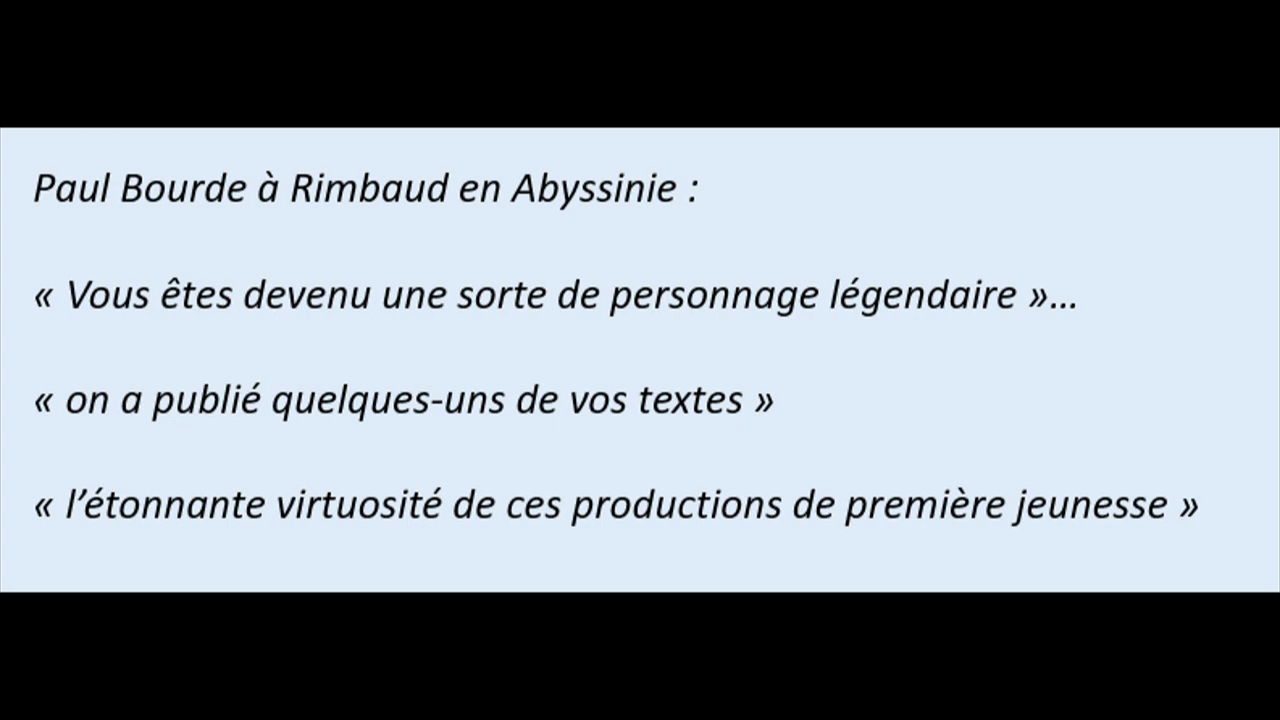 Paul Bourde à Rimbaud en Abyssinie :
« Vous êtes devenu une sorte de personnage légendaire »...
« on a publié quelques-uns de vos textes »
« l’étonnante virtuosité de ces productions de première jeunesse »